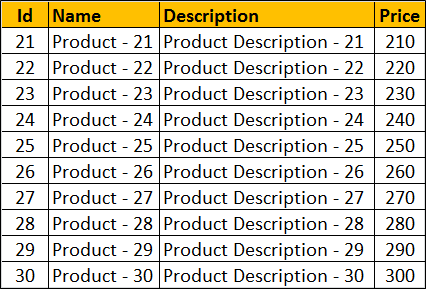 Id Name Description Price
21 Product - 21 Product Description - 21 210
22 Product - 22 Product Description - 22 220
23 Product - 23 Product Description - 23 230
24 Product - 24 Product Description - 24 240
25 Product - 25 Product Description - 25 250
26 Product - 26 Product Description - 26 260
27 Product - 27 Product Description - 27 270
28 Product - 28 Product Description - 28 280
29 Product - 29 Product Description - 29 290
30 Product - 30 Product Description - 30 300